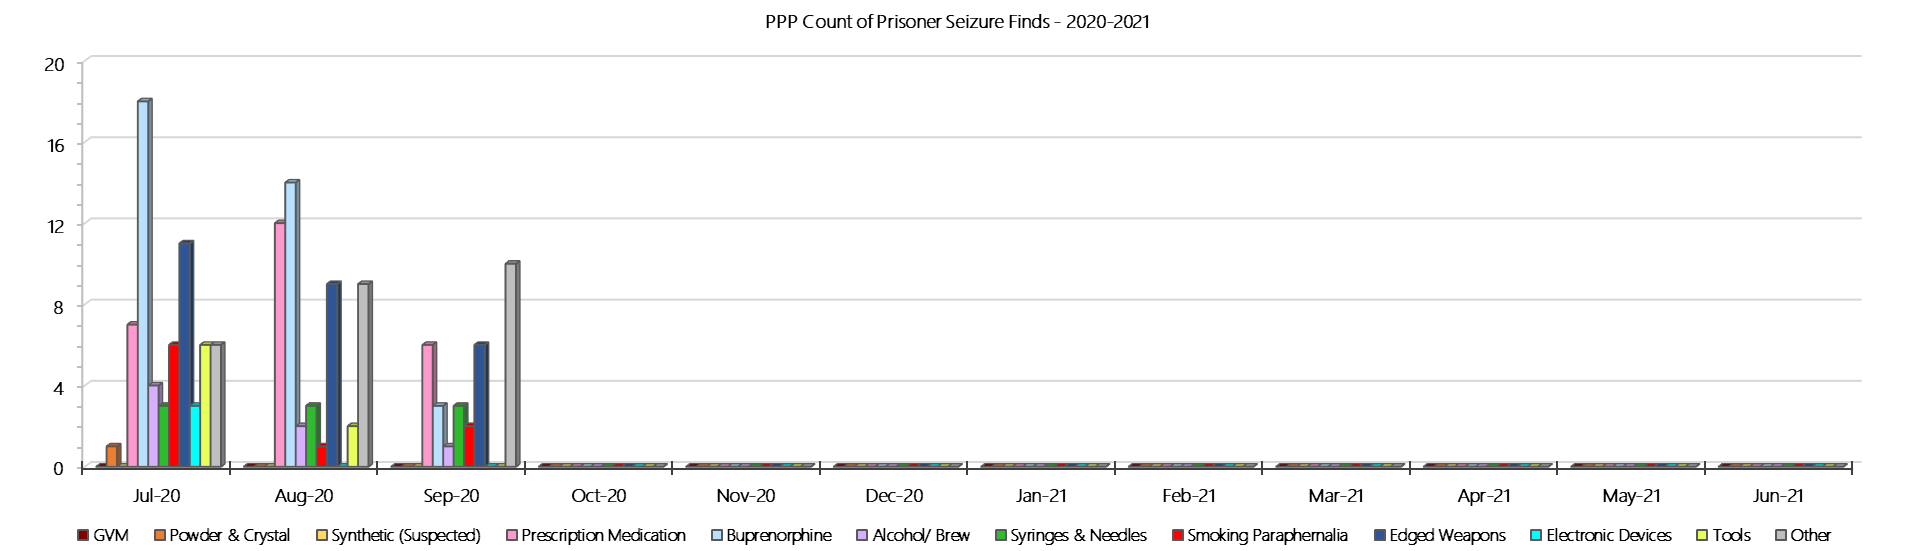 PPP Count of Prisoner Seizure Finds - 2020-2021
20
16
12
8
4
0
Jul-20 Aug-20 Sep-20 Oct-20 Nov-20 Dec-20 Jan-21 Feb-21 Mar-21 Apr-21 May-21 Jun-21
GVM Powder & Crystal Synthetic (Suspected) Prescription Medication Buprenorphine Alcohol/ Brew Syringes & Needles Smoking Paraphernalia Edged Weapons Electronic Devices Tools Other